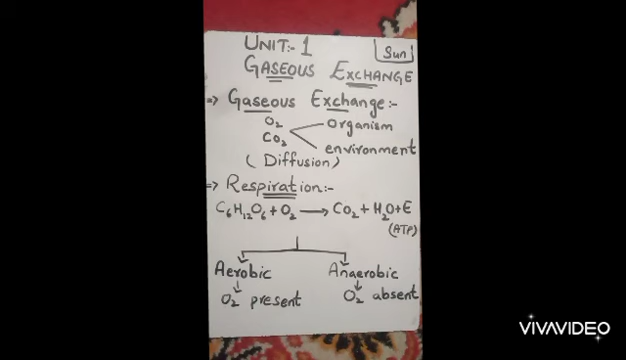 UNIT:- 1
Sun
GASEOUS EXCHANGE
=> Gaseous Exchange:-
O₂
Organism
CO₂
environment
(Diffusion)
=> Respiration:-
C₆H₁₂O₆ + O₂ → CO₂ + H₂O + E
(ATP)
Aerobic Anaerobic
O₂ present O₂ absent
VIVAVIDEO